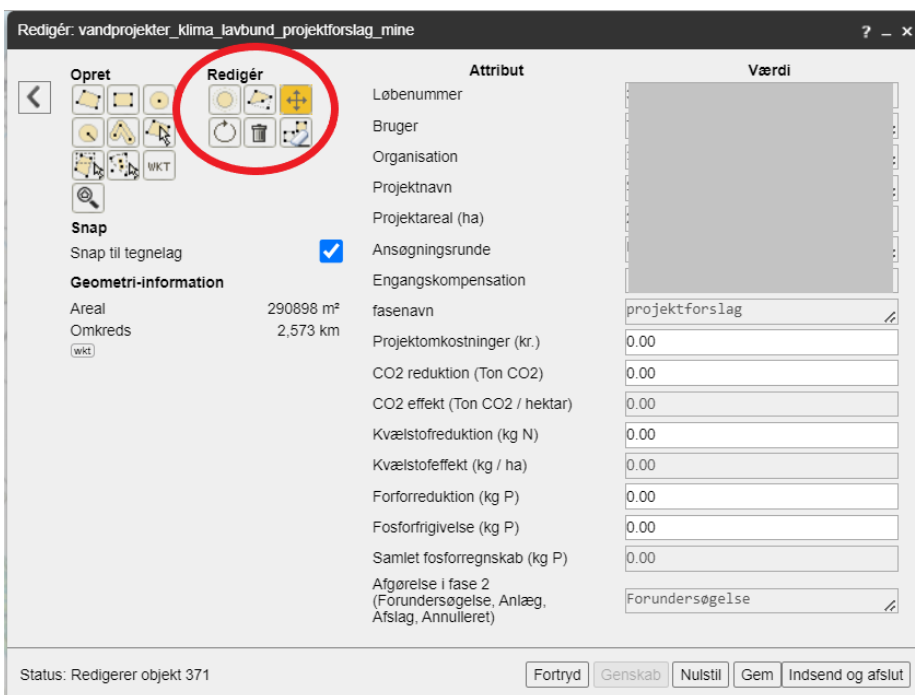 Redigér: vandprojekter_klima_lavbund_projektforslag_mine ? – ×
Opret Redigér
WKT
Snap
Snap til tegnelag
Geometri-information
Areal 290898 m²
Omkreds 2,573 km
wkt
Attribut Værdi
Løbenummer
Bruger
Organisation
Projektnavn
Projektareal (ha)
Ansøgningsrunde
Engangskompensation
fasenavn projektforslag
Projektomkostninger (kr.) 0.00
CO2 reduktion (Ton CO2) 0.00
CO2 effekt (Ton CO2 / hektar) 0.00
Kvælstofreduktion (kg N) 0.00
Kvælstofeffekt (kg / ha) 0.00
Forforreduktion (kg P) 0.00
Fosforfrigivelse (kg P) 0.00
Samlet fosforregnskab (kg P) 0.00
Afgørelse i fase 2
(Forundersøgelse, Anlæg,
Afslag, Annulleret) Forundersøgelse
Status: Redigerer objekt 371 Fortryd Genskab Nulstil Gem Indsend og afslut